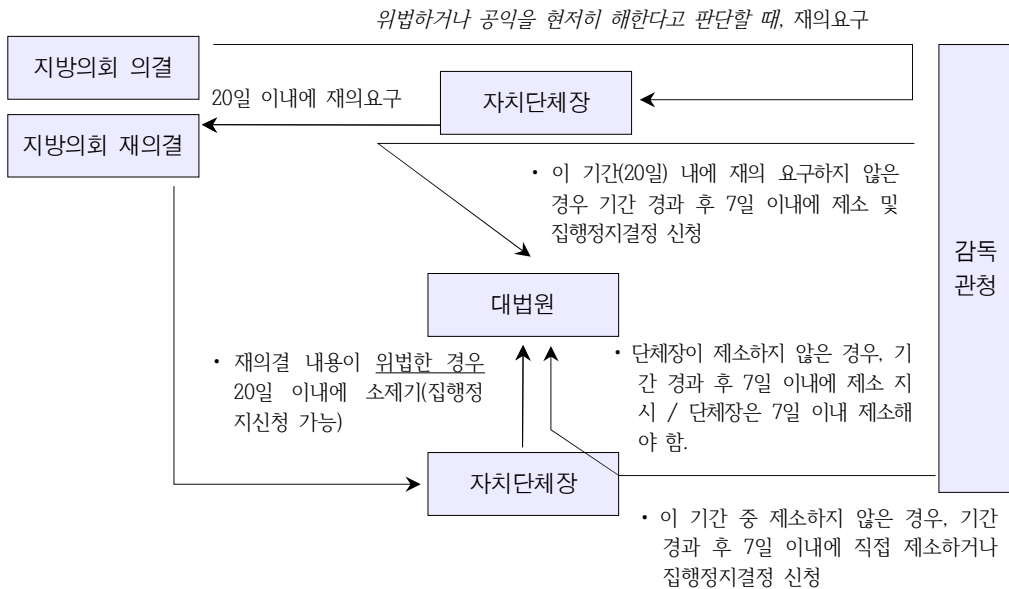 위법하거나 공익을 현저히 해한다고 판단할 때, 재의요구
지방의회 의결
20일 이내에 재의요구
자치단체장
지방의회 재의결
• 이 기간(20일) 내에 재의 요구하지 않은
경우 기간 경과 후 7일 이내에 제소 및
집행정지결정 신청
감독
관청
대법원
• 재의결 내용이 위법한 경우
20일 이내에 소제기(집행정
지신청 가능)
• 단체장이 제소하지 않은 경우, 기
간 경과 후 7일 이내에 제소 지
시 / 단체장은 7일 이내 제소해
야 함.
자치단체장
• 이 기간 중 제소하지 않은 경우, 기간
경과 후 7일 이내에 직접 제소하거나
집행정지결정 신청